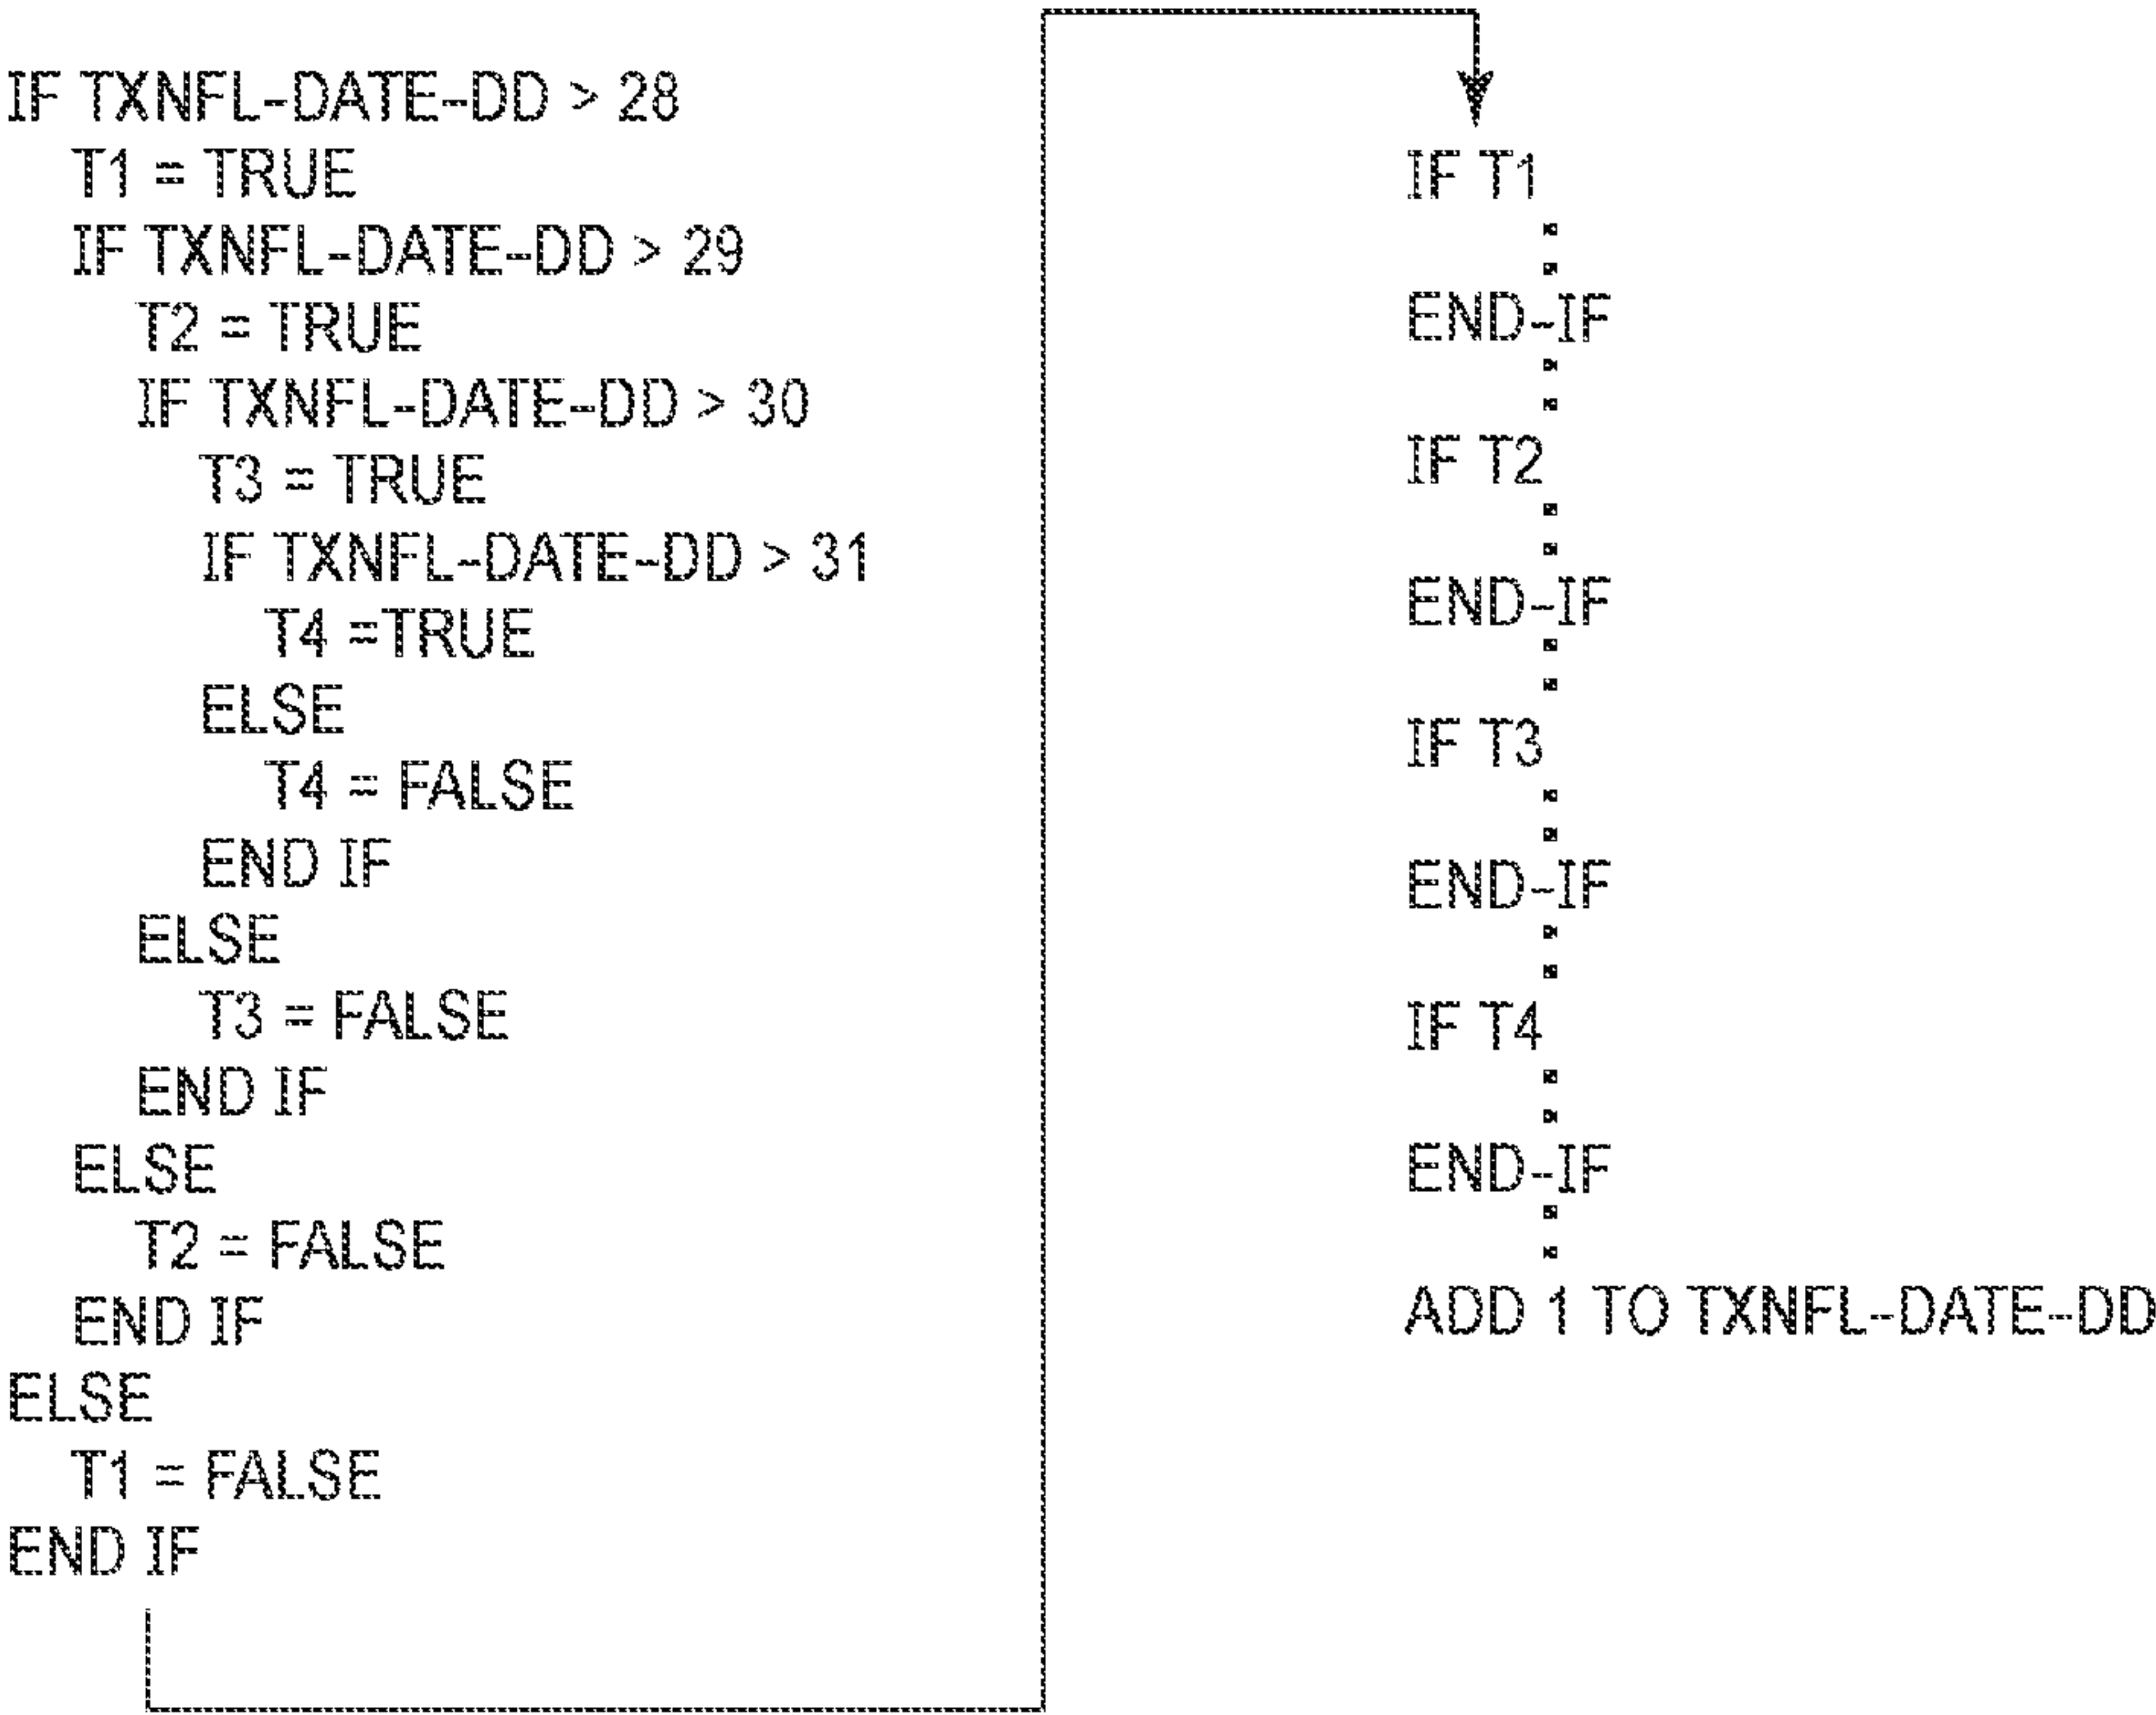 IF TXNFL-DATE-DD > 28
T1 = TRUE
IF TXNFL-DATE-DD > 29
T2 = TRUE
IF TXNFL-DATE-DD > 30
T3 = TRUE
IF TXNFL-DATE-DD > 31
T4 =TRUE
ELSE
T4 = FALSE
END IF
ELSE
T3 = FALSE
END IF
ELSE
T2 = FALSE
END IF
ELSE
T1 = FALSE
END IF
IF T1
END-IF
IF T2
END-IF
IF T3
END-IF
IF T4
END-IF
ADD 1 TO TXNFL-DATE-DD